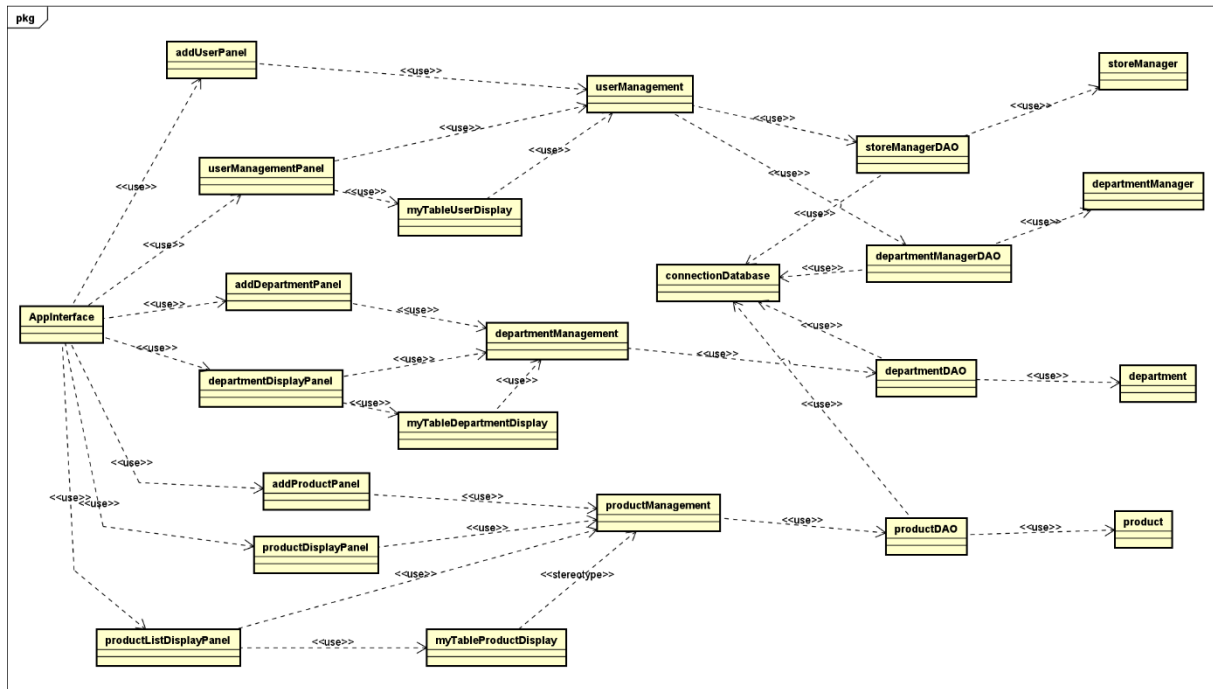 pkg
addUserPanel
<<use>>
userManagement
storeManager
<<use>>
<<use>>
<<use>>
storeManagerDAO
<<use>>
userManagementPanel
<<use>>
<<use>>
<<use>>
departmentManager
myTableUserDisplay
<<use>>
<<use>>
<<use>>
departmentManagerDAO
connectionDatabase
<<use>>
addDepartmentPanel
<<use>>
AppInterface
<<use>>
departmentManagement
<<use>>
<<use>>
<<use>>
<<use>>
<<use>>
departmentDisplayPanel
<<use>>
departmentDAO
<<use>>
department
<<use>>
myTableDepartmentDisplay
<<use>>
<<use>>
addProductPanel
<<use>>
<<use>>
<<use>>
productManagement
<<use>>
productDAO
<<use>>
product
<<use>>
productDisplayPanel
<<use>>
<<stereotype>>
productListDisplayPanel
<<use>>
myTableProductDisplay